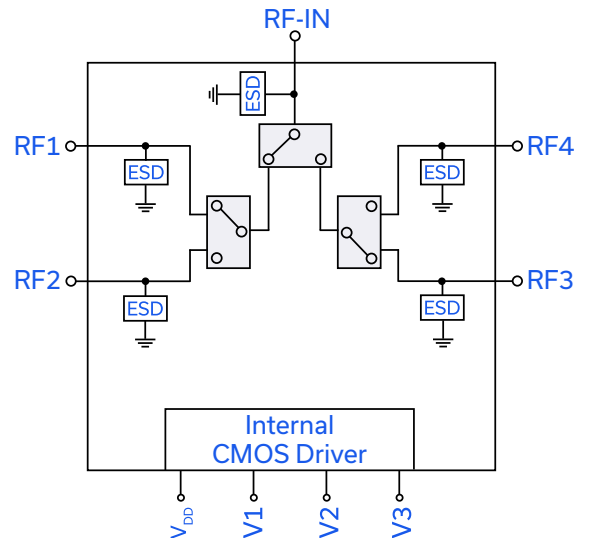 RF-IN
ESD
RF1
RF4
ESD
ESD
RF2
RF3
ESD
ESD
Internal
CMOS Driver
VDD
V1
V2
V3